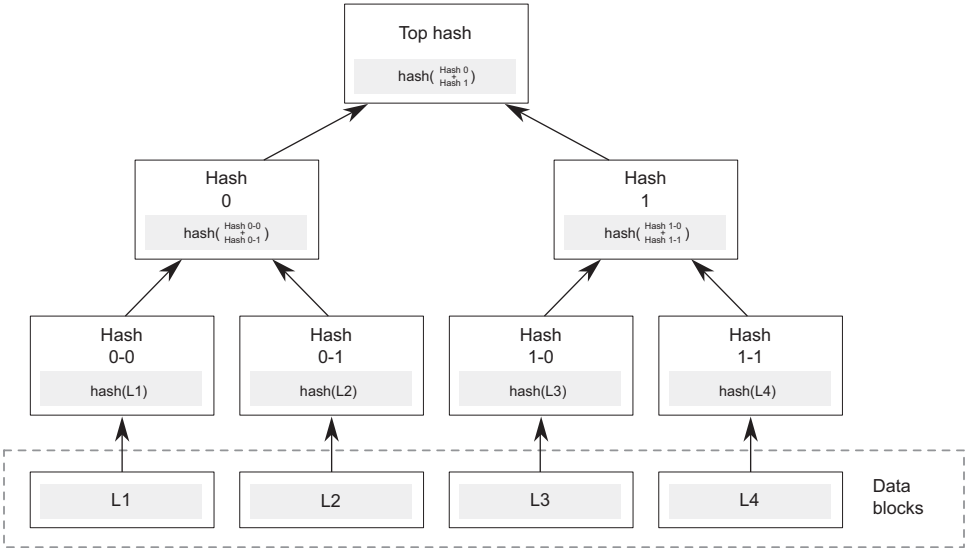 Top hash
hash( Hash 0 + Hash 1 )
Hash
0
hash( Hash 0-0 + Hash 0-1 )
Hash
1
hash( Hash 1-0 + Hash 1-1 )
Hash
0-0
hash(L1)
Hash
0-1
hash(L2)
Hash
1-0
hash(L3)
Hash
1-1
hash(L4)
L1
L2
L3
L4
Data
blocks